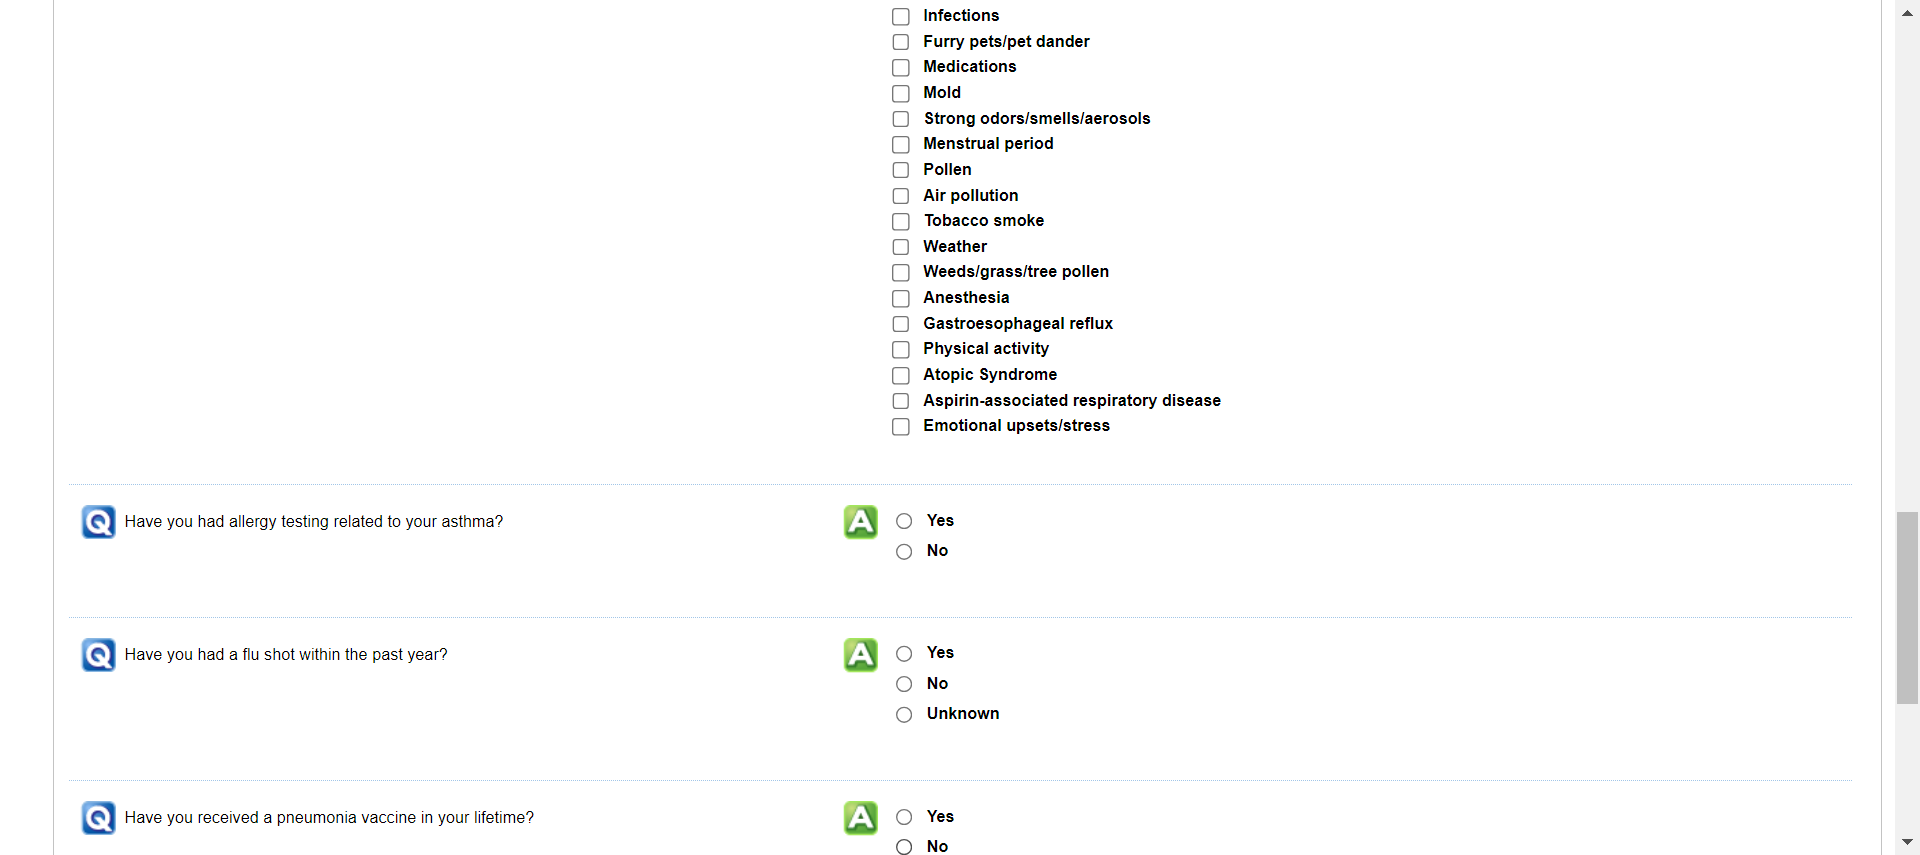 Infections
Furry pets/pet dander
Medications
Mold
Strong odors/smells/aerosols
Menstrual period
Pollen
Air pollution
Tobacco smoke
Weather
Weeds/grass/tree pollen
Anesthesia
Gastroesophageal reflux
Physical activity
Atopic Syndrome
Aspirin-associated respiratory disease
Emotional upsets/stress
Q Have you had allergy testing related to your asthma?
A Yes
No
Q Have you had a flu shot within the past year?
A Yes
No
Unknown
Q Have you received a pneumonia vaccine in your lifetime?
A Yes
No